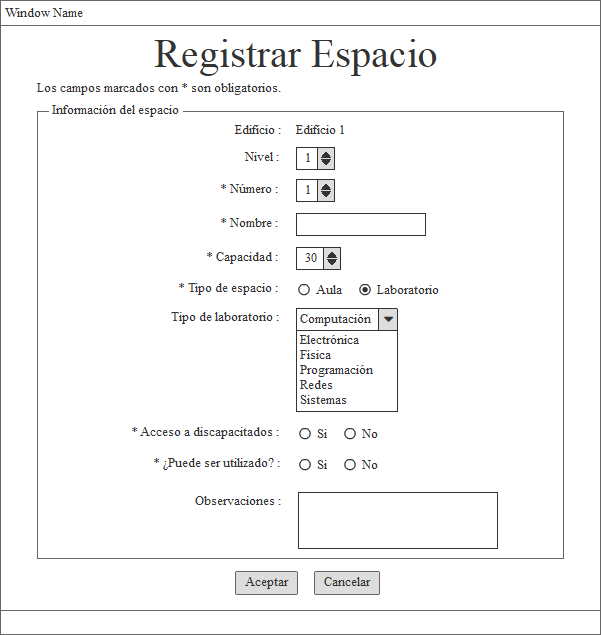 Window Name
Registrar Espacio
Los campos marcados con * son obligatorios.
Información del espacio
Edificio : Edificio 1
Nivel : 1
* Número : 1
* Nombre :
* Capacidad : 30
* Tipo de espacio : Aula Laboratorio
Tipo de laboratorio : Computación
Electrónica
Física
Programación
Redes
Sistemas
* Acceso a discapacitados : Si No
* ¿Puede ser utilizado? : Si No
Observaciones :
Aceptar Cancelar